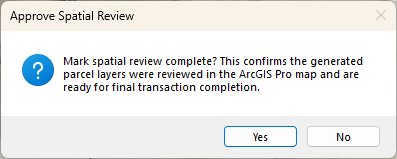 Approve Spatial Review
Mark spatial review complete? This confirms the generated
parcel layers were reviewed in the ArcGIS Pro map and are
ready for final transaction completion.
Yes
No